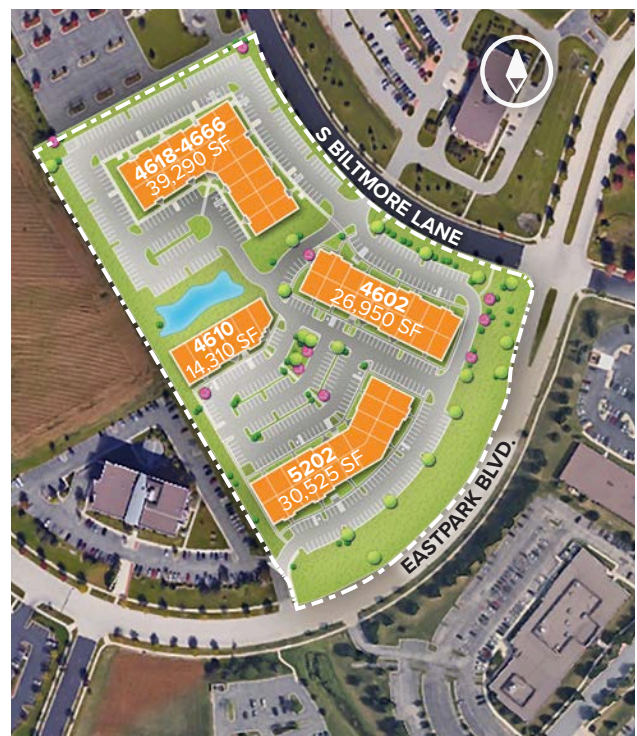 S BILTMORE LANE
4618-4666
39,290 SF
4602
26,950 SF
4610
14,310 SF
5202
30,525 SF
EASTPARK BLVD.